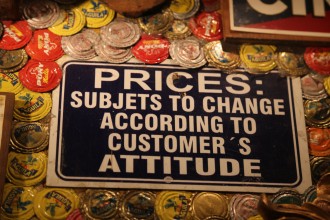 PRICES:
SUBJETS TO CHANGE
ACCORDING TO
CUSTOMER´S
ATTITUDE